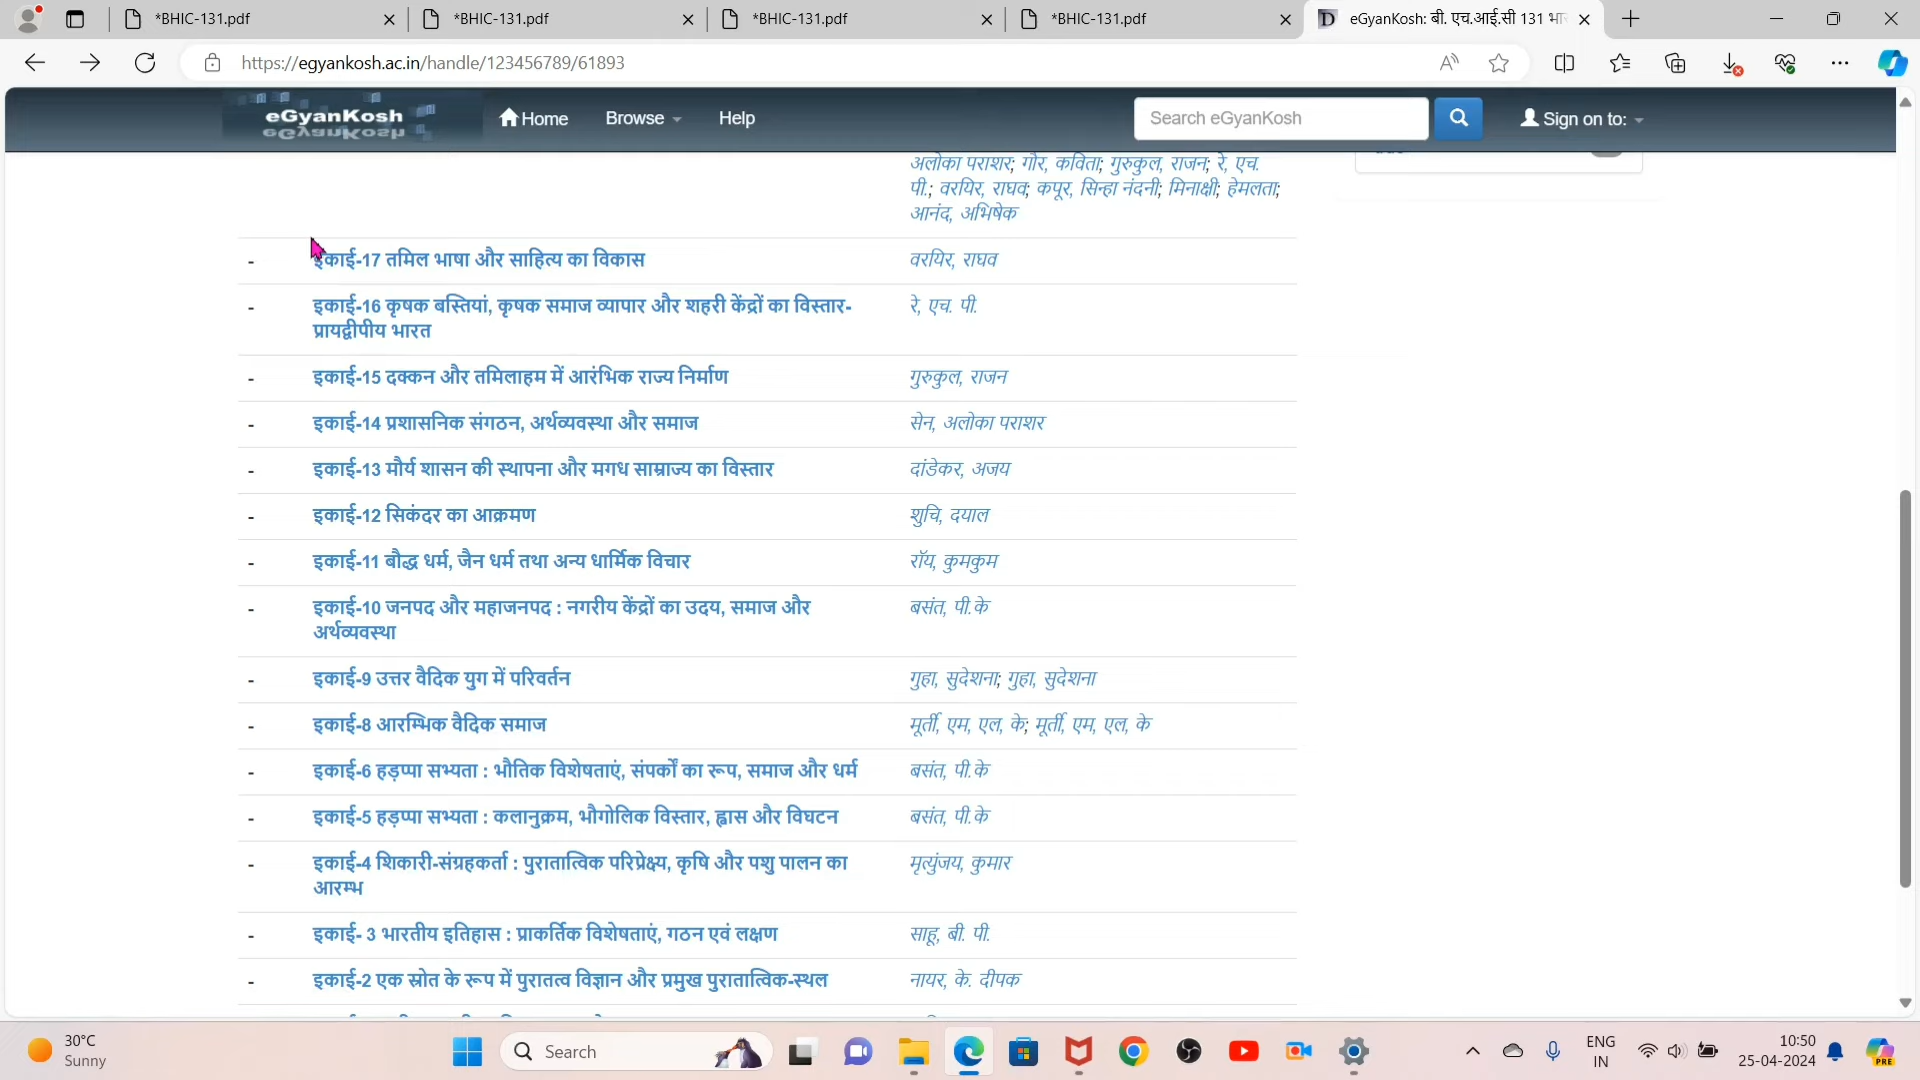 *BHIC-131.pdf
*BHIC-131.pdf
*BHIC-131.pdf
*BHIC-131.pdf
eGyanKosh: बी. एच.आई.सी 131
https://egyankosh.ac.in/handle/123456789/61893
eGyanKosh
Home
Browse
Help
Search eGyanKosh
Sign on to:
अलोका पराशर; गौर, कविता; गुरुकुल, राजन; रे, एच.
पी.; वरयिर, राघव; कपूर, सिन्हा नंदनी; मिनाक्षी; हेमलता;
आनंद, अभिषेक
- इकाई-17 तमिल भाषा और साहित्य का विकास वरयिर, राघव
- इकाई-16 कृषक बस्तियां, कृषक समाज व्यापार और शहरी केंद्रों का विस्तार- रे, एच. पी.
प्रायद्वीपीय भारत
- इकाई-15 दक्कन और तमिलाहम में आरंभिक राज्य निर्माण गुरुकुल, राजन
- इकाई-14 प्रशासनिक संगठन, अर्थव्यवस्था और समाज सेन, अलोका पराशर
- इकाई-13 मौर्य शासन की स्थापना और मगध साम्राज्य का विस्तार दांडेकर, अजय
- इकाई-12 सिकंदर का आक्रमण शुचि, दयाल
- इकाई-11 बौद्ध धर्म, जैन धर्म तथा अन्य धार्मिक विचार रॉय, कुमकुम
- इकाई-10 जनपद और महाजनपद : नगरीय केंद्रों का उदय, समाज और बसंत, पी.के
अर्थव्यवस्था
- इकाई-9 उत्तर वैदिक युग में परिवर्तन गुहा, सुदेशना; गुहा, सुदेशना
- इकाई-8 आरम्भिक वैदिक समाज मूर्ती, एम, एल, के; मूर्ती, एम, एल, के
- इकाई-6 हड़प्पा सभ्यता : भौतिक विशेषताएं, संपर्कों का रूप, समाज और धर्म बसंत, पी.के
- इकाई-5 हड़प्पा सभ्यता : कलानुक्रम, भौगोलिक विस्तार, ह्वास और विघटन बसंत, पी.के
- इकाई-4 शिकारी-संग्रहकर्ता : पुरातात्विक परिप्रेक्ष्य, कृषि और पशु पालन का मृत्युंजय, कुमार
आरम्भ
- इकाई- 3 भारतीय इतिहास : प्राकर्तिक विशेषताएं, गठन एवं लक्षण साहू, बी. पी.
- इकाई-2 एक स्रोत के रूप में पुरातत्व विज्ञान और प्रमुख पुरातात्विक-स्थल नायर, के. दीपक
30°C
Sunny
Search
ENG
IN
10:50
25-04-2024
PRE